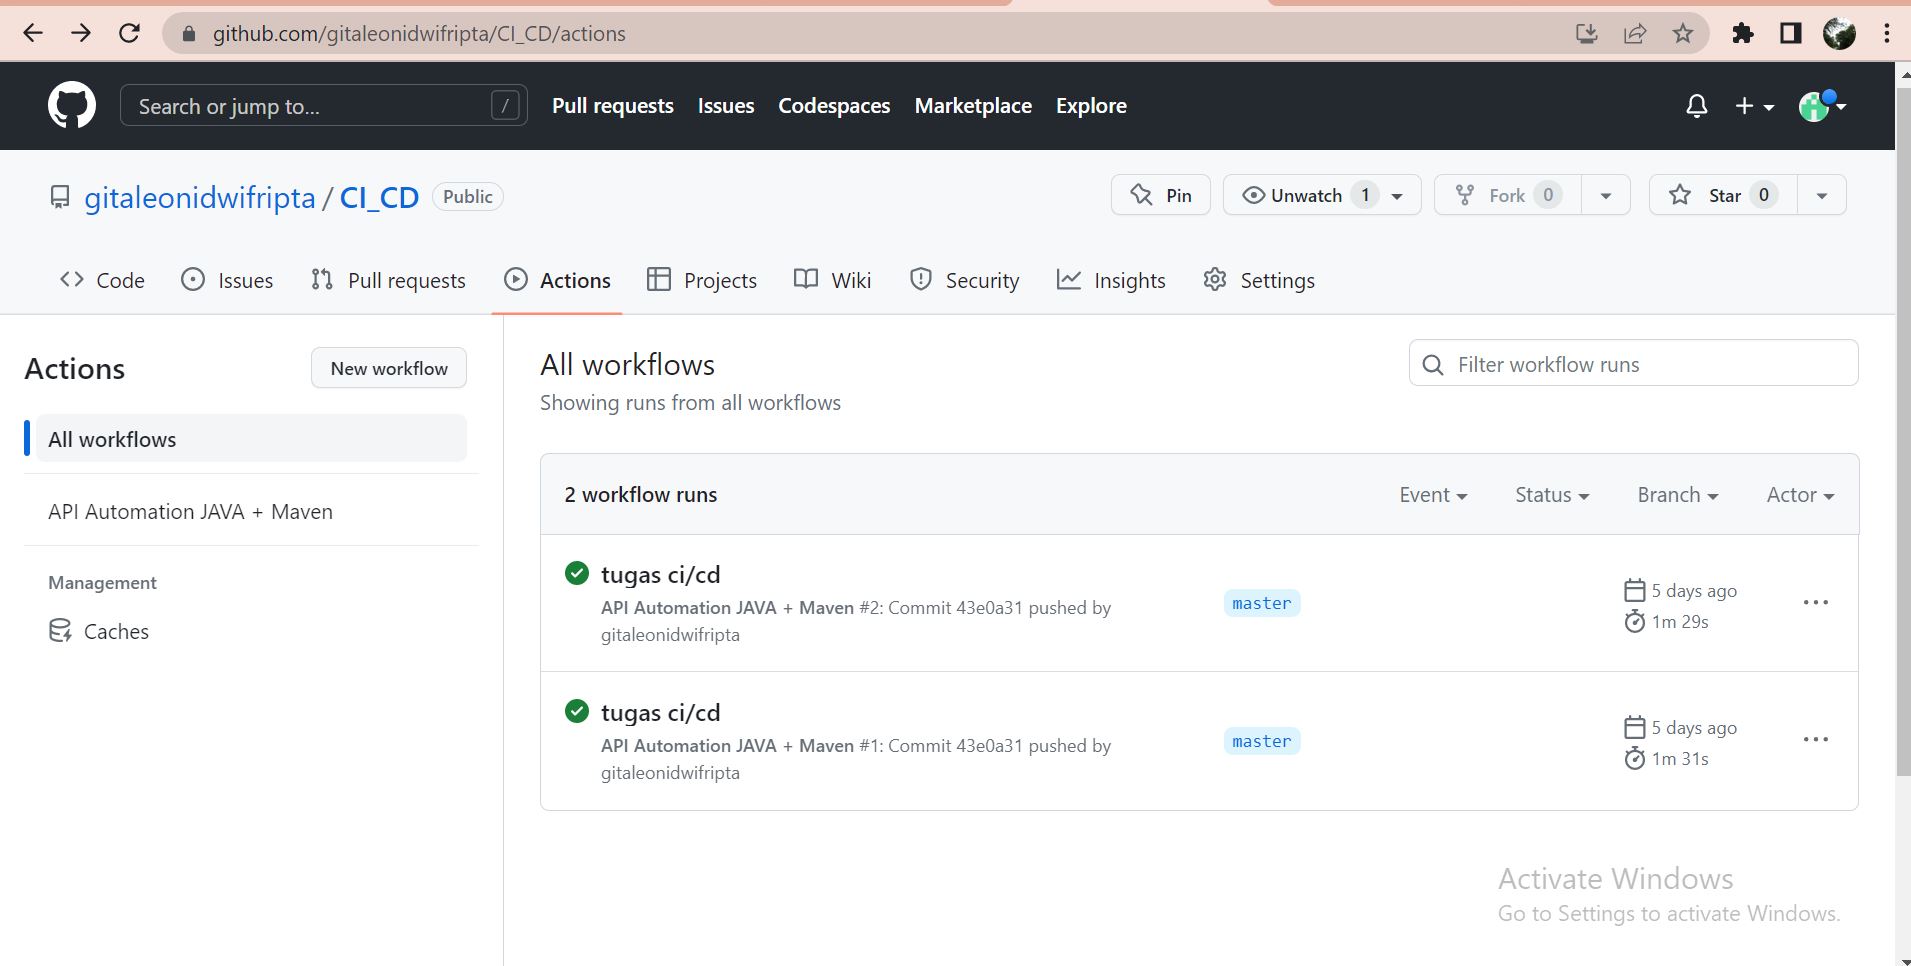 github.com/gitaleonidwifripta/CI_CD/actions
Search or jump to... /
Pull requests Issues Codespaces Marketplace Explore
gitaleonidwifripta / CI_CD Public
Pin Unwatch 1 Fork 0 Star 0
Code Issues Pull requests Actions Projects Wiki Security Insights Settings
Actions New workflow
All workflows
API Automation JAVA + Maven
Management
Caches
All workflows
Showing runs from all workflows
Filter workflow runs
2 workflow runs Event Status Branch Actor
tugas ci/cd
API Automation JAVA + Maven #2: Commit 43e0a31 pushed by
gitaleonidwifripta
master
5 days ago
1m 29s
tugas ci/cd
API Automation JAVA + Maven #1: Commit 43e0a31 pushed by
gitaleonidwifripta
master
5 days ago
1m 31s
Activate Windows
Go to Settings to activate Windows.